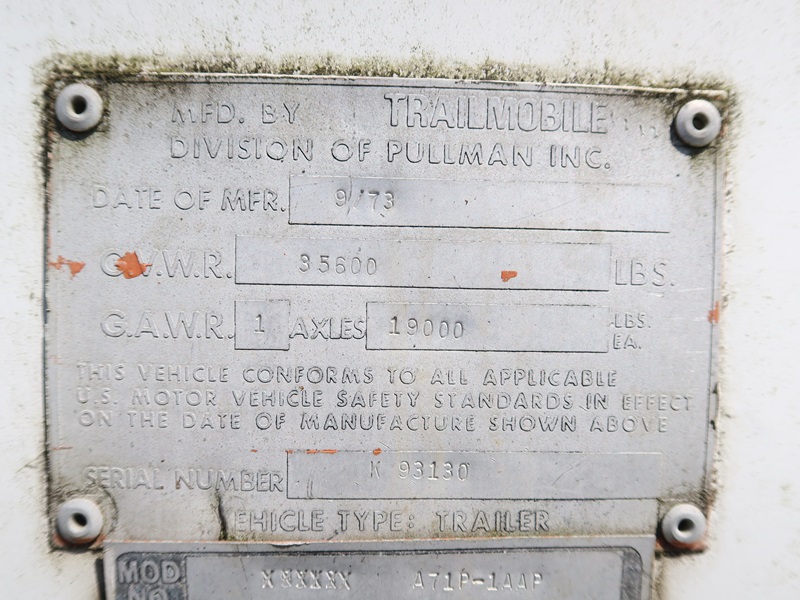 MFD. BY TRAILMOBILE
DIVISION OF PULLMAN INC.
DATE OF MFR. 9/73
G.V.W.R. 35600 LBS.
G.A.W.R. 1 AXLES 19000 LBS. EA.
THIS VEHICLE CONFORMS TO ALL APPLICABLE
U.S. MOTOR VEHICLE SAFETY STANDARDS IN EFFECT
ON THE DATE OF MANUFACTURE SHOWN ABOVE
SERIAL NUMBER K 93130
VEHICLE TYPE: TRAILER
MOD. NO. XXXXXX A71P-1AAP